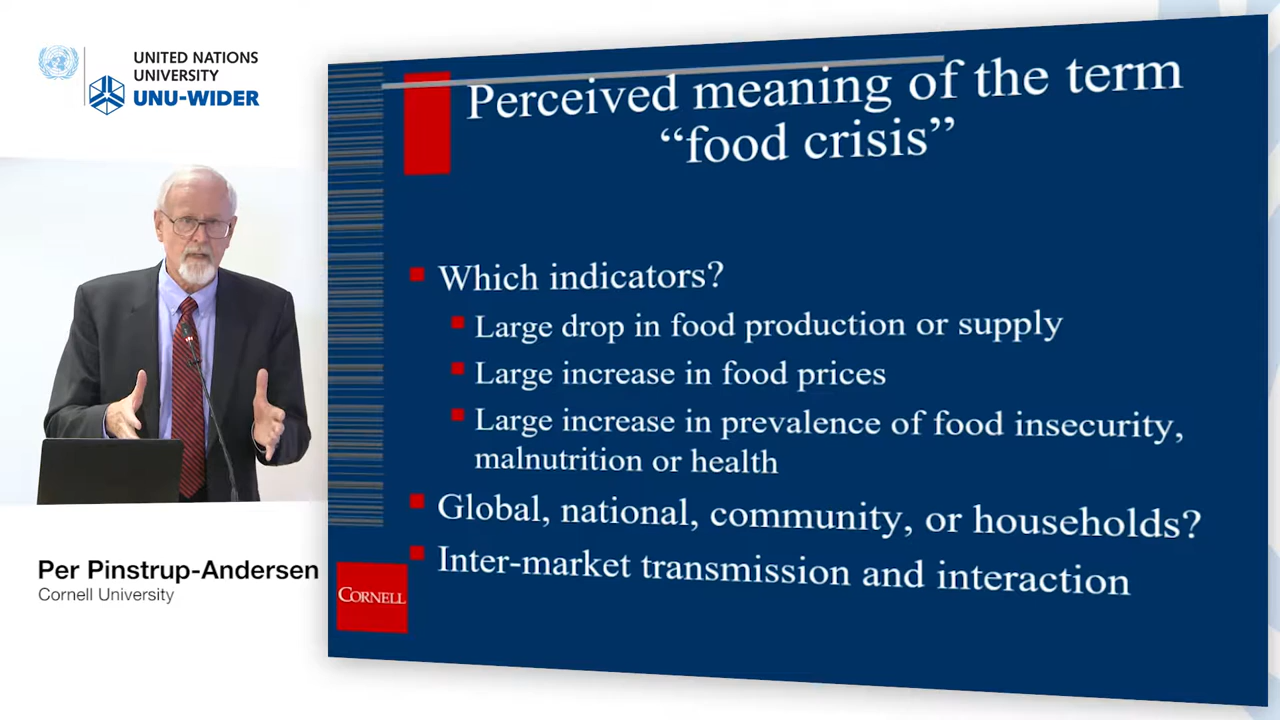 UNITED NATIONS
UNIVERSITY
UNU-WIDER
Perceived meaning of the term
“food crisis”
Which indicators?
Large drop in food production or supply
Large increase in food prices
Large increase in prevalence of food insecurity,
malnutrition or health
Global, national, community, or households?
Inter-market transmission and interaction
CORNELL
Per Pinstrup-Andersen
Cornell University